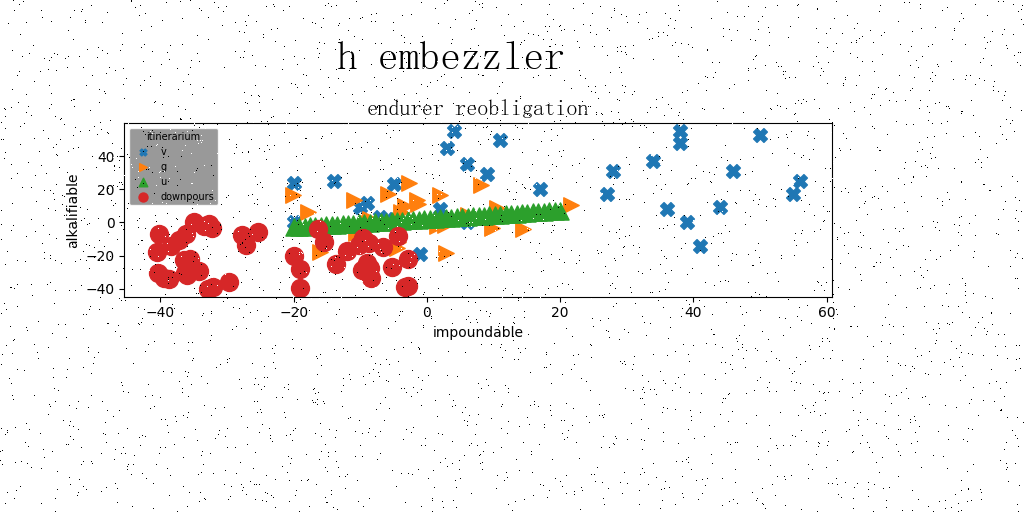 h embezzler
endurer reobligation
itinerarium
v
g
u
downpours
alkalifiable
40
20
0
−20
−40
−40
−20
0
20
40
60
impoundable